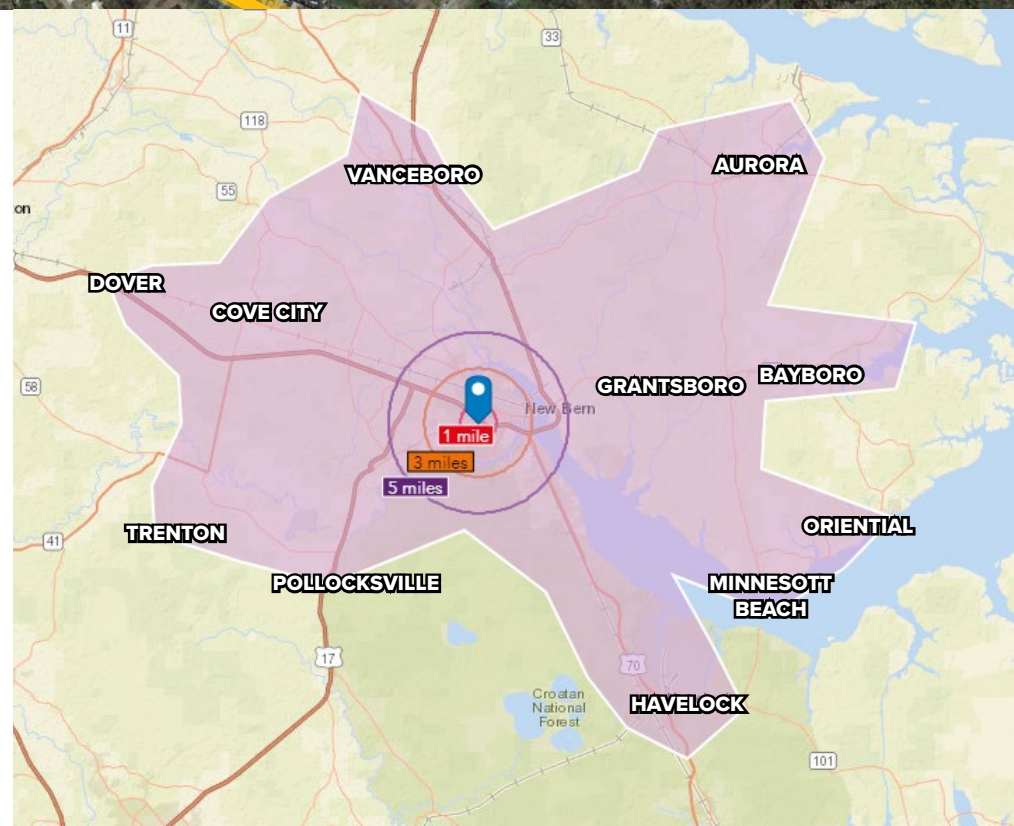 11
33
118
VANCEBORO
AURORA
55
on
DOVER
COVE CITY
58
GRANTSBORO
BAYBORO
New Bern
1 mile
3 miles
5 miles
ORIENTIAL
TRENTON
41
POLLOCKSVILLE
MINNESOTT
BEACH
17
70
Croatan
National
Forest
HAVELOCK
101